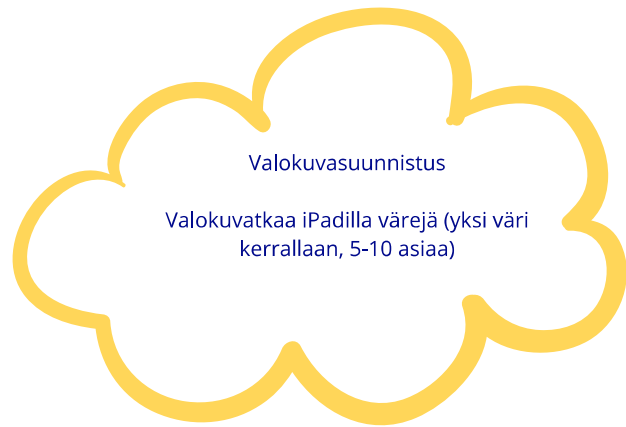 Valokuvasuunnistus
Valokuvatkaa iPadilla värejä (yksi väri
kerrallaan, 5-10 asiaa)